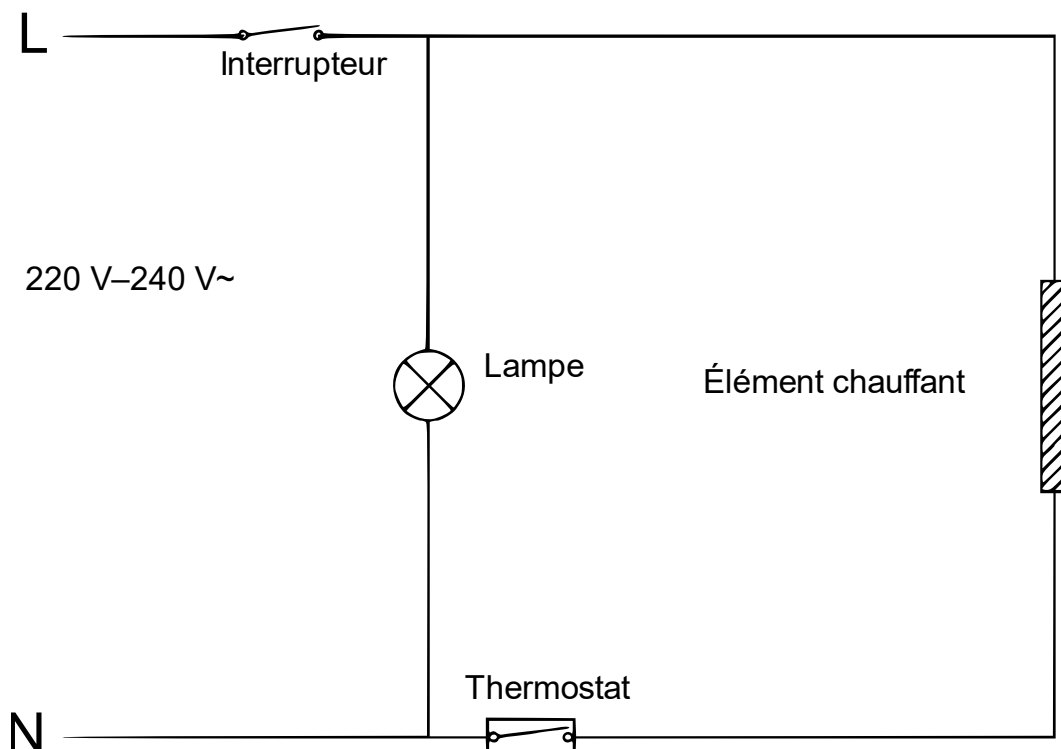 L
Interrupteur
220 V–240 V~
Lampe
Élément chauffant
Thermostat
N